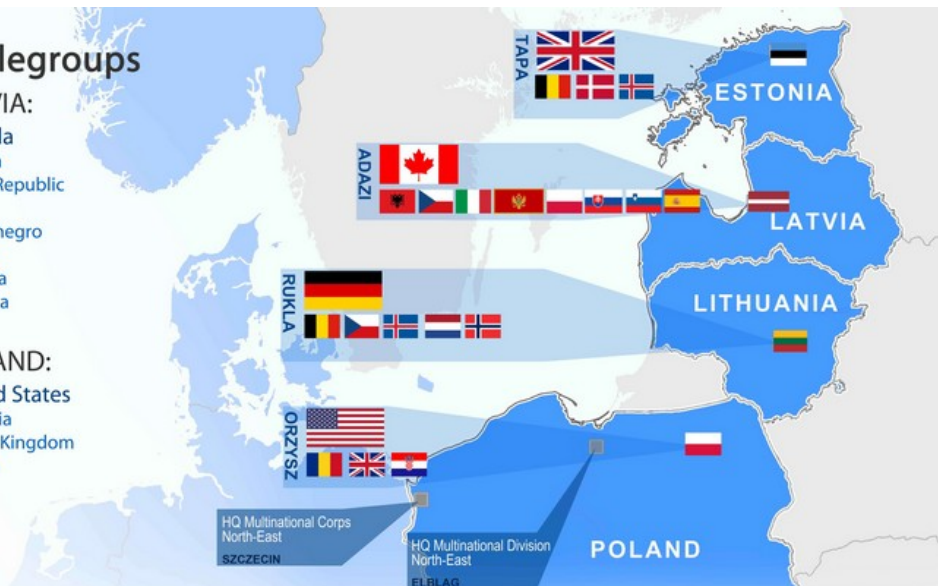 legroups
IA:
la
Republic
negro
a
a
AND:
d States
ia
Kingdom
TAPA
ESTONIA
ADAZI
LATVIA
RUKLA
LITHUANIA
ORZYSZ
HQ Multinational Corps
North-East
SZCZECIN
HQ Multinational Division
North-East
ELBLAG
POLAND